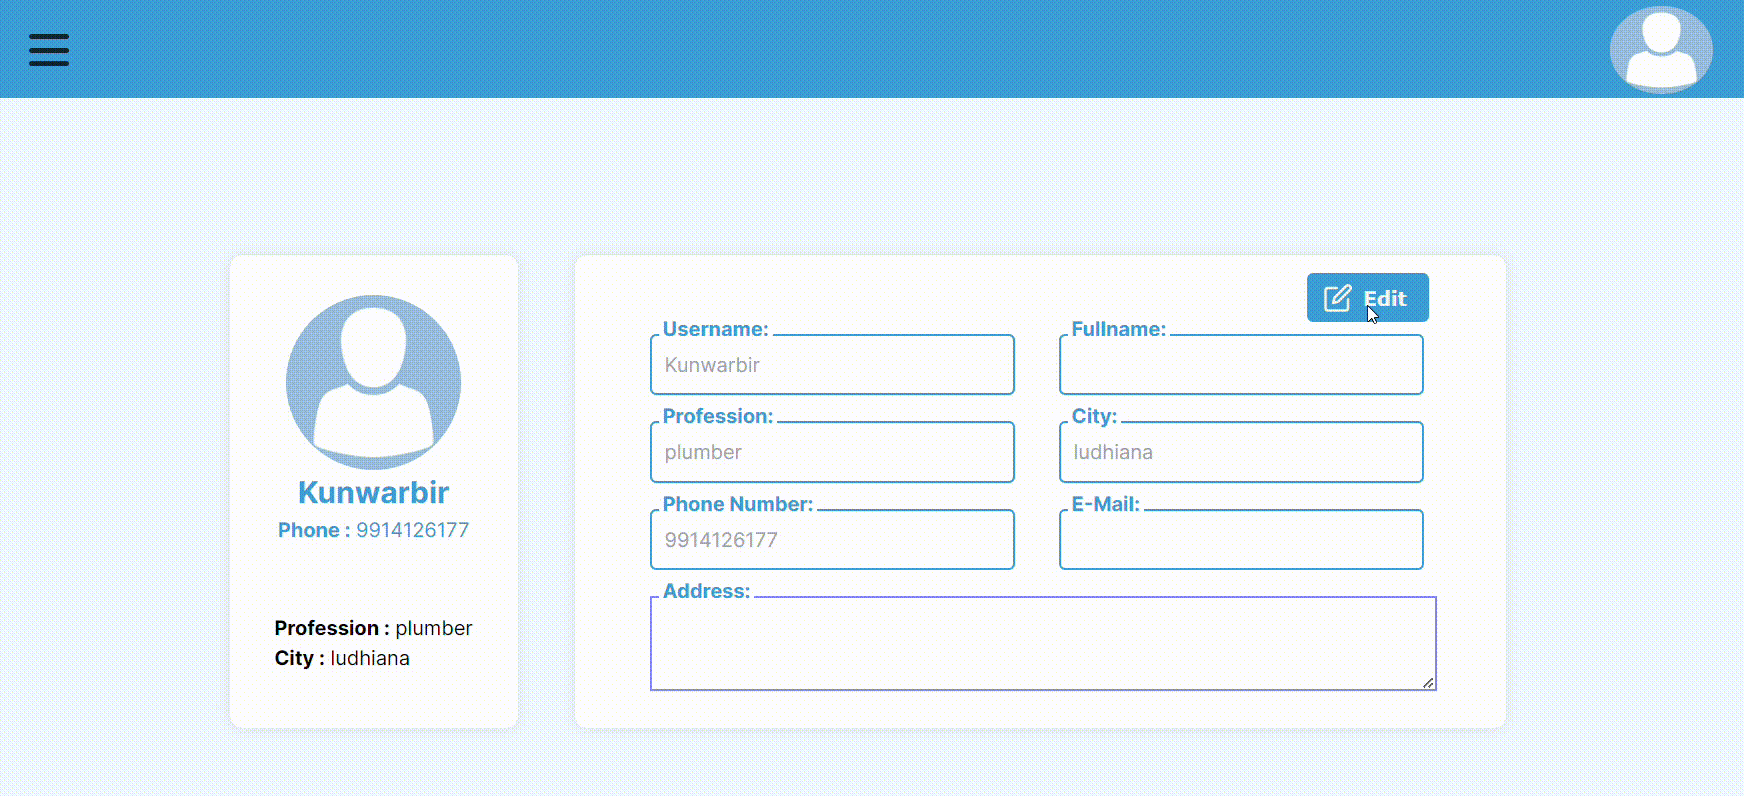 Edit
Username:
Fullname:
Kunwarbir
Profession:
City:
plumber
ludhiana
Phone Number:
E-Mail:
9914126177
Address:
Kunwarbir
Phone : 9914126177
Profession : plumber
City : ludhiana